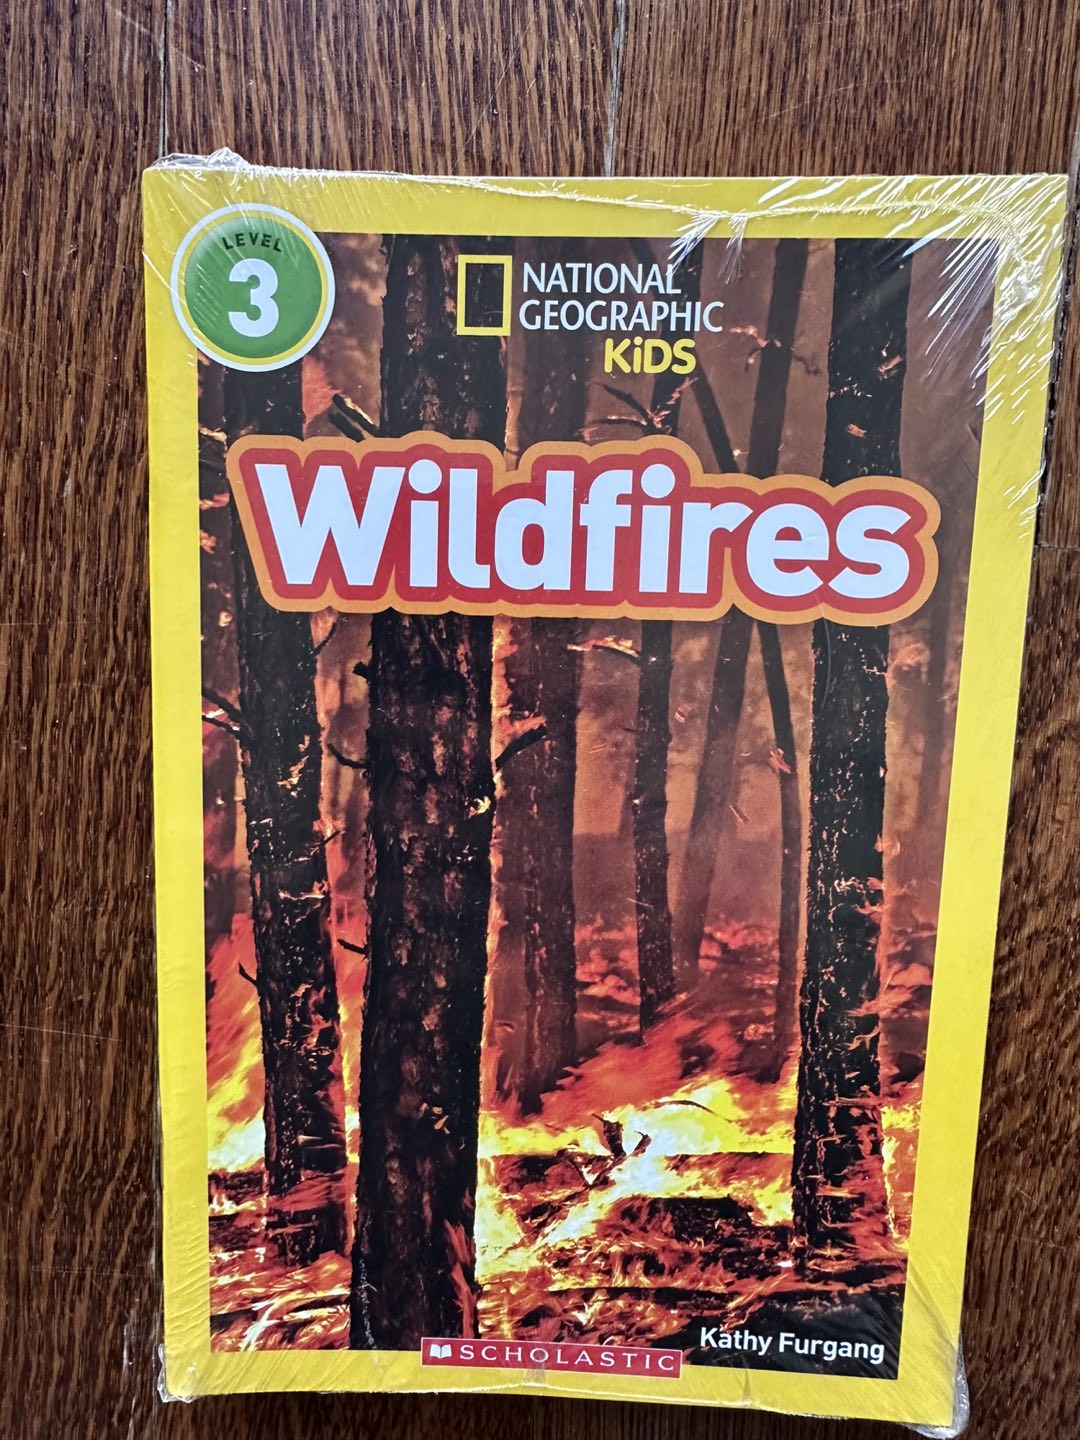 LEVEL
3
NATIONAL
GEOGRAPHIC
KiDS
Wildfires
Kathy Furgang
SCHOLASTIC